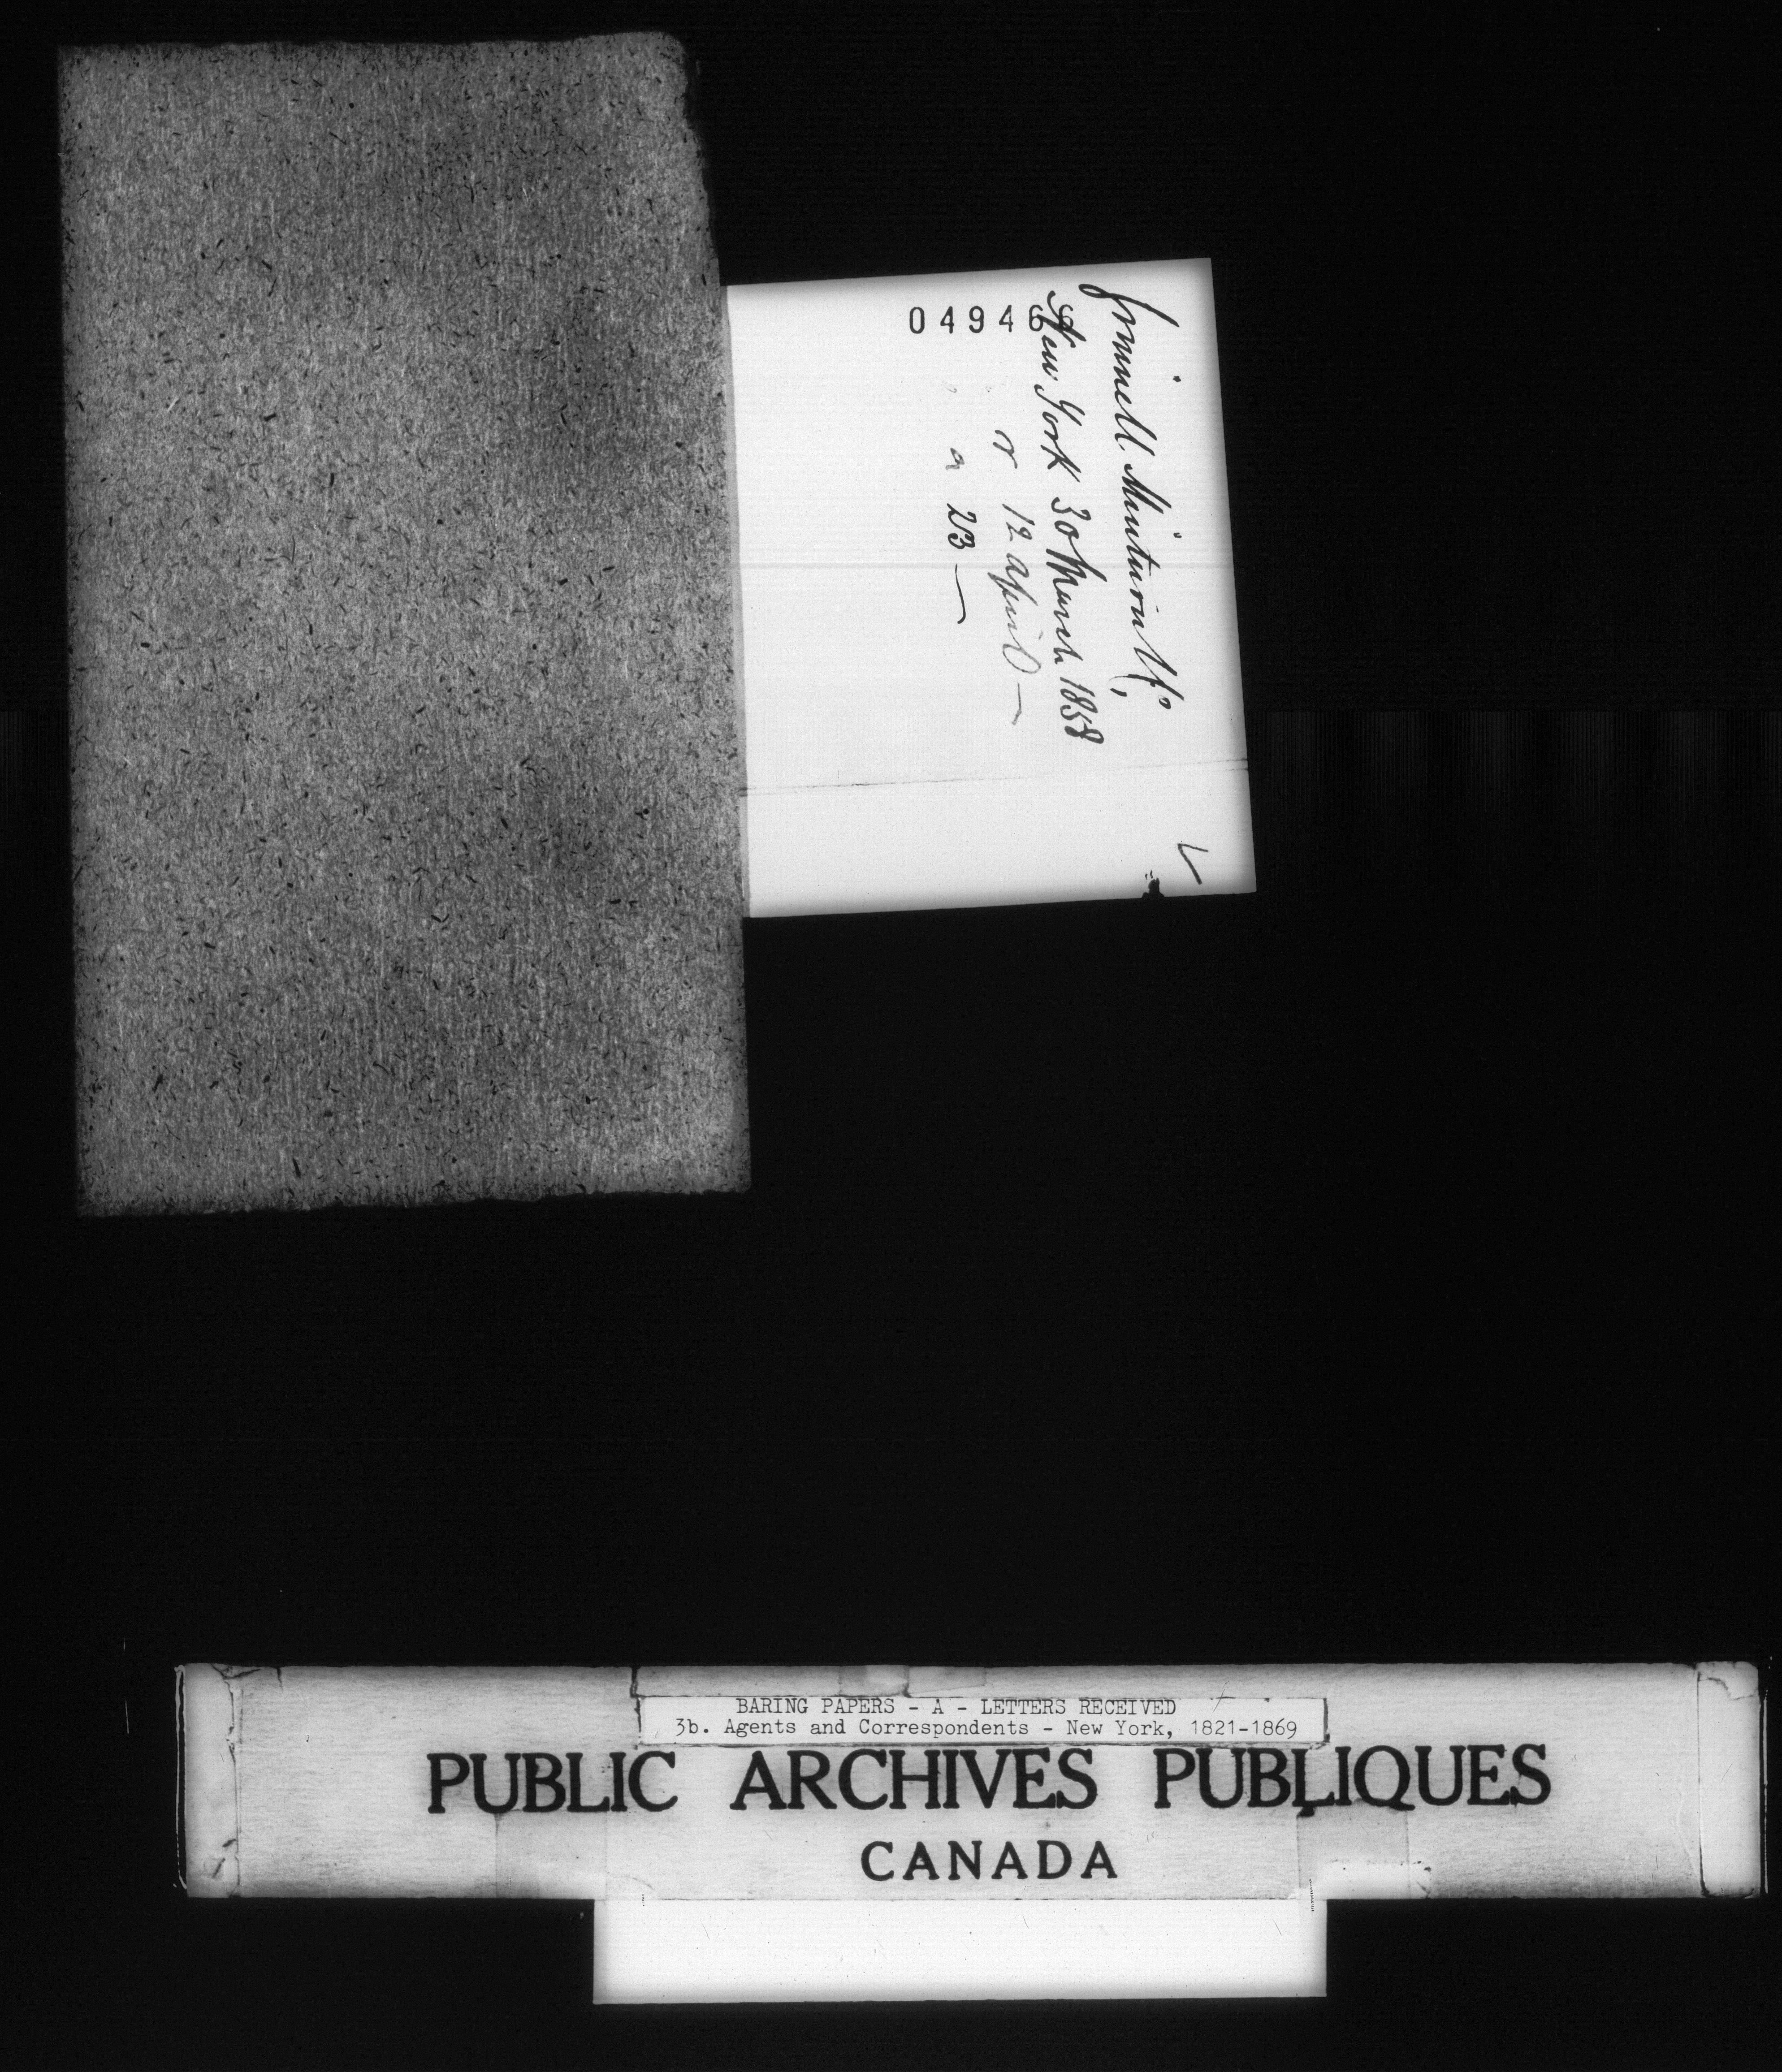 Grinnell Minturn & Co
New York 30 March 1858
r 12 april —
a 23 —
04946
BARING PAPERS - A - LETTERS RECEIVED
3b. Agents and Correspondents - New York, 1821-1869
PUBLIC ARCHIVES PUBLIQUES
CANADA